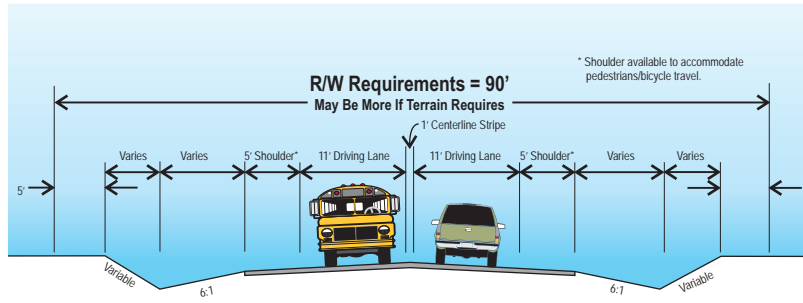 * Shoulder available to accommodate
pedestrians/bicycle travel.
R/W Requirements = 90'
May Be More If Terrain Requires
1' Centerline Stripe
Varies
Varies
5' Shoulder*
11' Driving Lane
11' Driving Lane
5' Shoulder*
Varies
Varies
5'
Variable
6:1
6:1
Variable